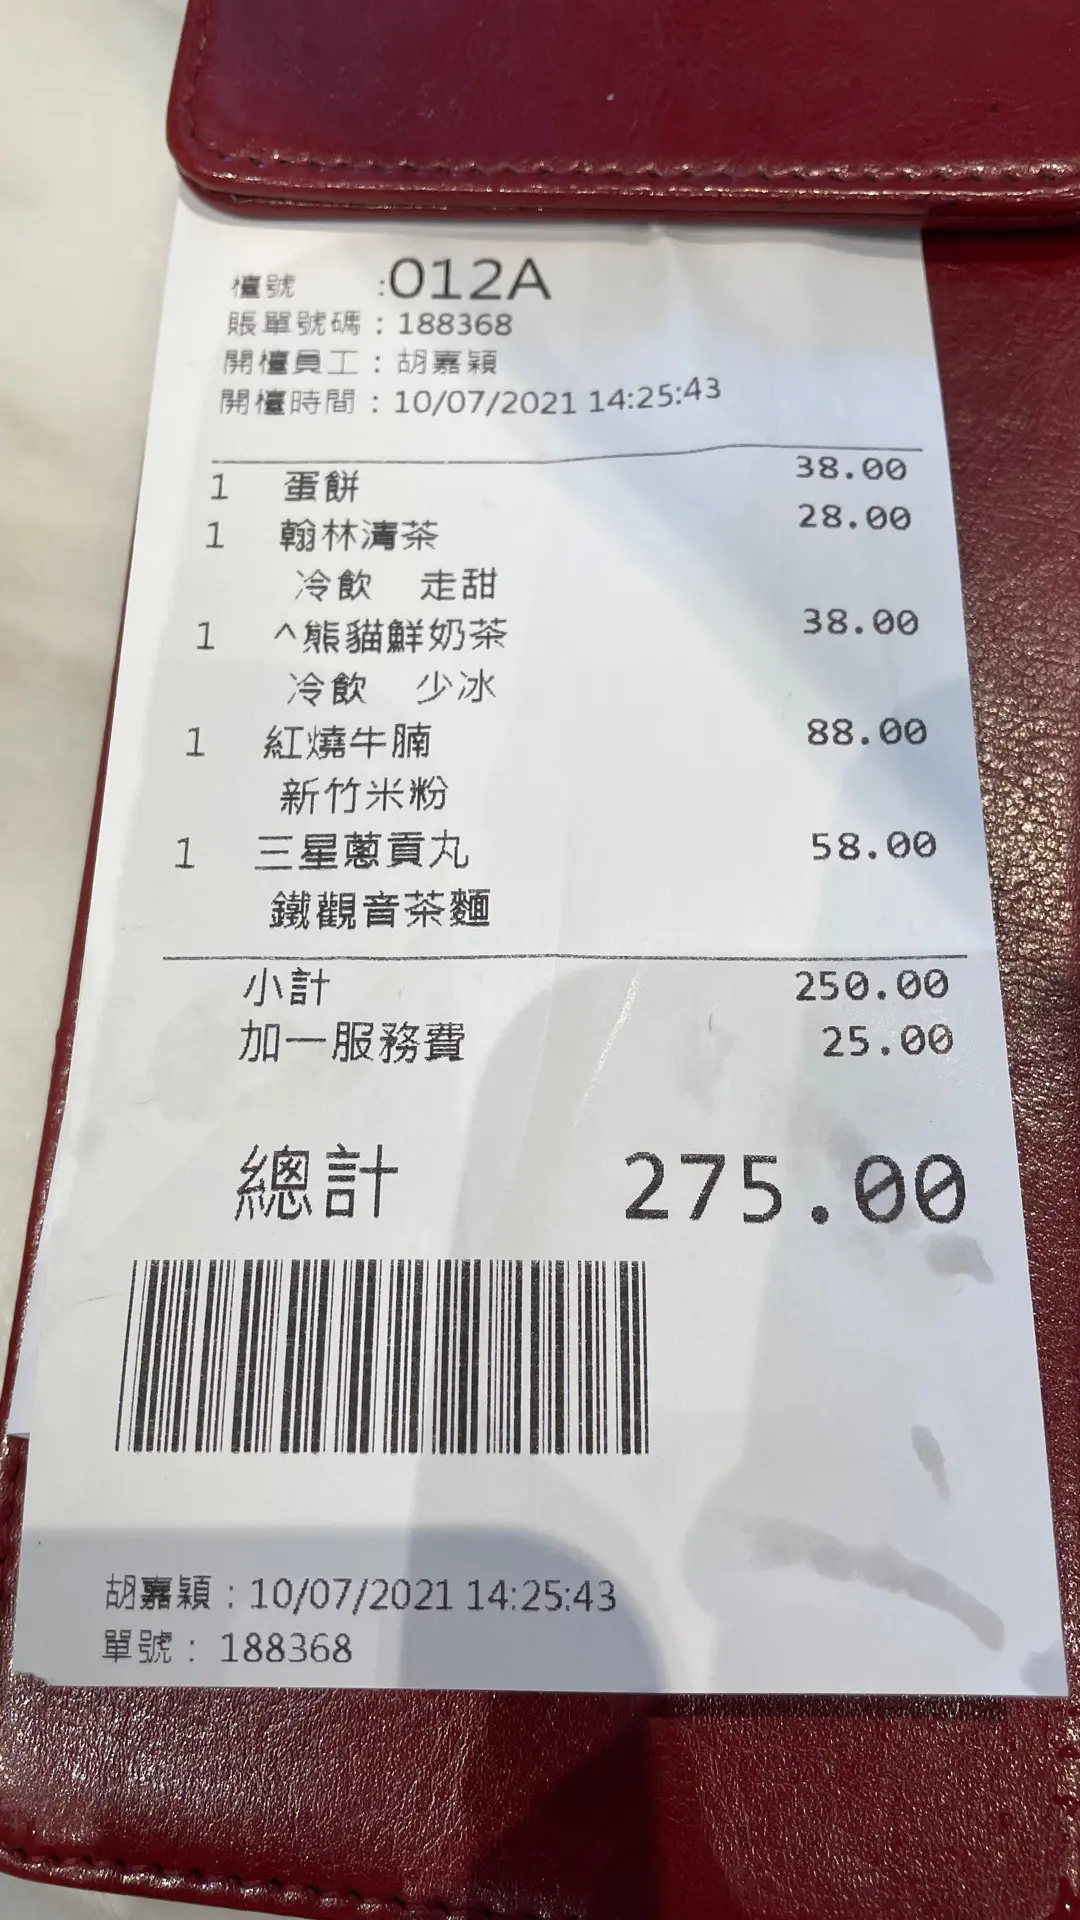 檯號 :012A
賬單號碼 : 188368
開檯員工 : 胡嘉穎
開檯時間 : 10/07/2021 14:25:43
1 蛋餅 38.00
1 翰林清茶 28.00
冷飲 走甜
1 ^熊貓鮮奶茶 38.00
冷飲 少冰
1 紅燒牛腩 88.00
新竹米粉
1 三星蔥貢丸 58.00
鐵觀音茶麵
小計 250.00
加一服務費 25.00
總計 275.00
胡嘉穎 : 10/07/2021 14:25:43
單號 : 188368